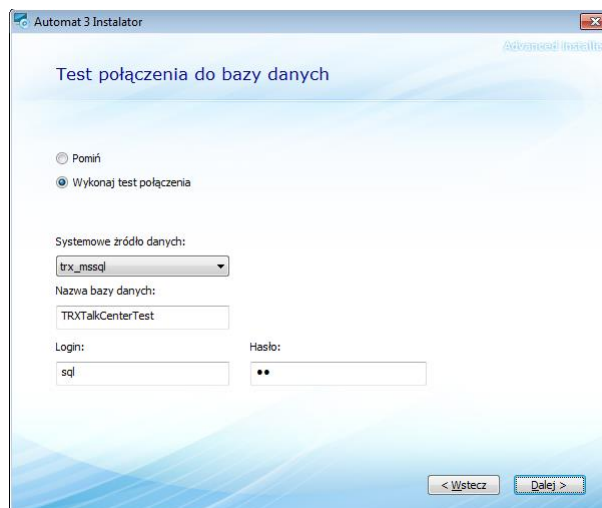 Automat 3 Instalator
Advanced Installer
Test połączenia do bazy danych
Pomiń
Wykonaj test połączenia
Systemowe źródło danych:
trx_mssql
Nazwa bazy danych:
TRXTalkCenterTest
Login: Hasło:
sql ••
< Wstecz Dalej >